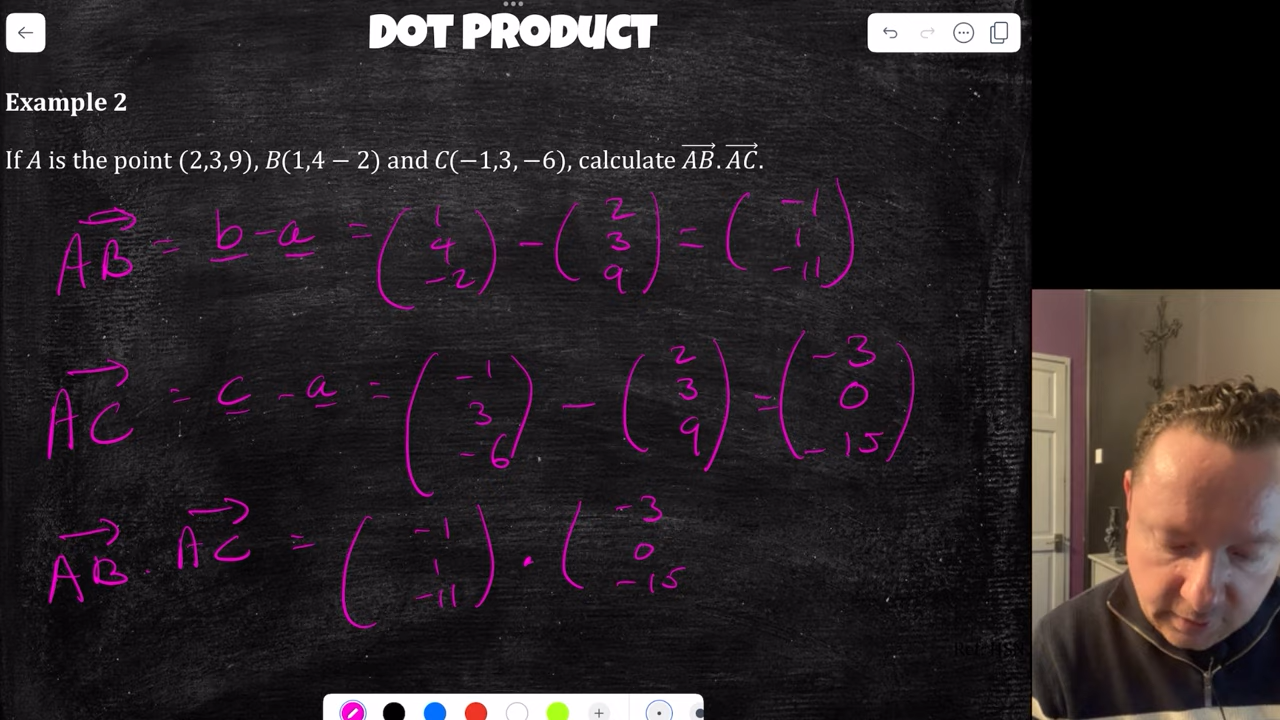 DOT PRODUCT
Example 2
If A is the point (2,3,9), B(1,4 − 2) and C(−1,3, −6), calculate AB. AC.
AB = b - a = (1 4 -2) - (2 3 9) = (-1 1 -11)
AC = c - a = (-1 3 -6) - (2 3 9) = (-3 0 -15)
AB . AC = (-1 1 -11) . (-3 0 -15